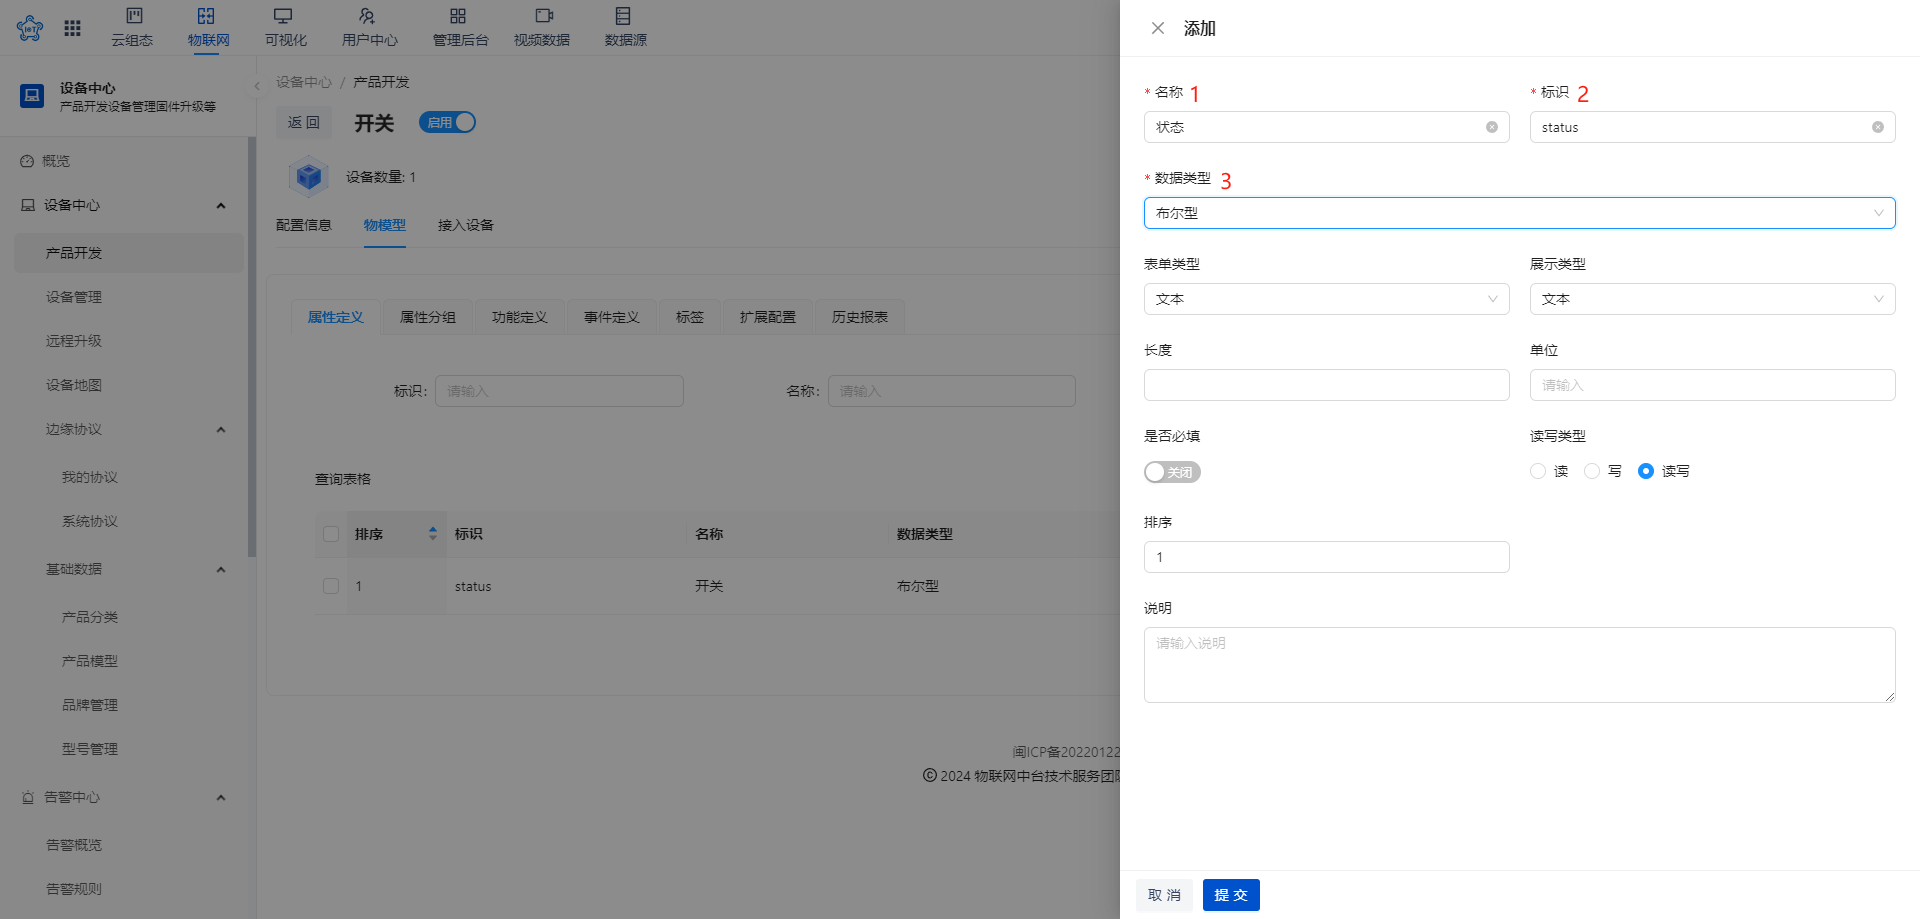 云组态
物联网
可视化
用户中心
管理后台
视频数据
数据源
设备中心
产品开发设备管理固件升级等
概览
设备中心
产品开发
设备管理
远程升级
设备地图
边缘协议
我的协议
系统协议
基础数据
产品分类
产品模型
品牌管理
型号管理
告警中心
告警概览
告警规则
设备中心 / 产品开发
返 回
开关
启用
设备数量: 1
配置信息
物模型
接入设备
属性定义
属性分组
功能定义
事件定义
标签
扩展配置
历史报表
标识:
请输入
名称:
请输入
查询表格
排序
标识
名称
数据类型
1
status
开关
布尔型
闽ICP备20220122
© 2024 物联网中台技术服务团队
添加
* 名称 1
* 标识 2
状态
status
* 数据类型 3
布尔型
表单类型
展示类型
文本
文本
长度
单位
请输入
是否必填
读写类型
关闭
读
写
读写
排序
1
说明
请输入说明
取 消
提 交